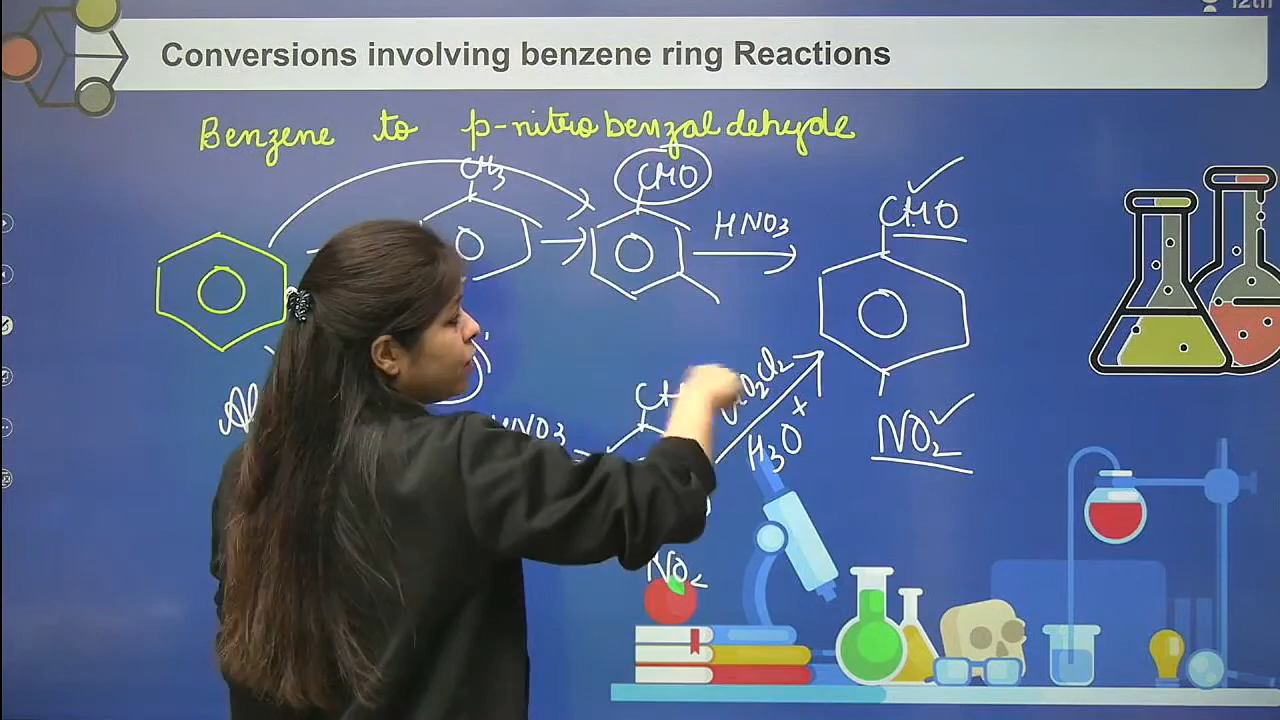 12th
Conversions involving benzene ring Reactions
Benzene to p-nitrobenzaldehyde
CH3
CHO
HNO3
CHO
CrO2Cl2
H3O+
HNO3
NO2
NO2